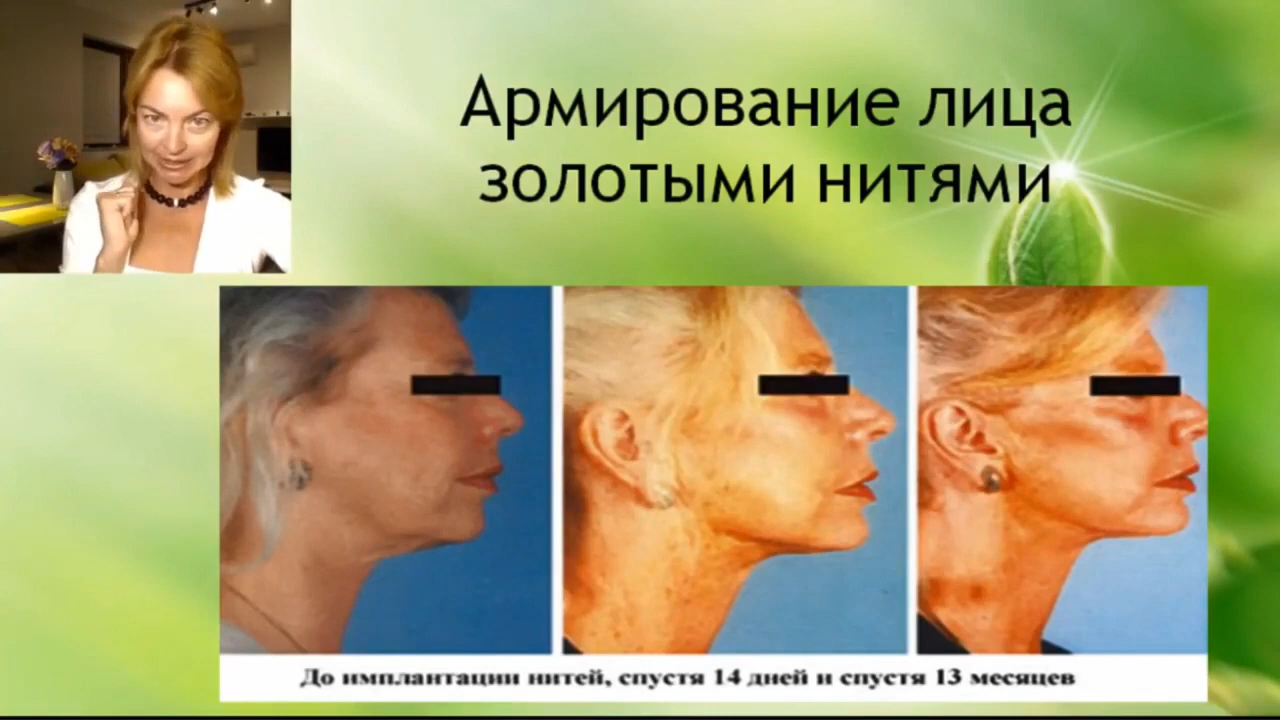 Армирование лица
золотыми нитями
До имплантации нитей, спустя 14 дней и спустя 13 месяцев